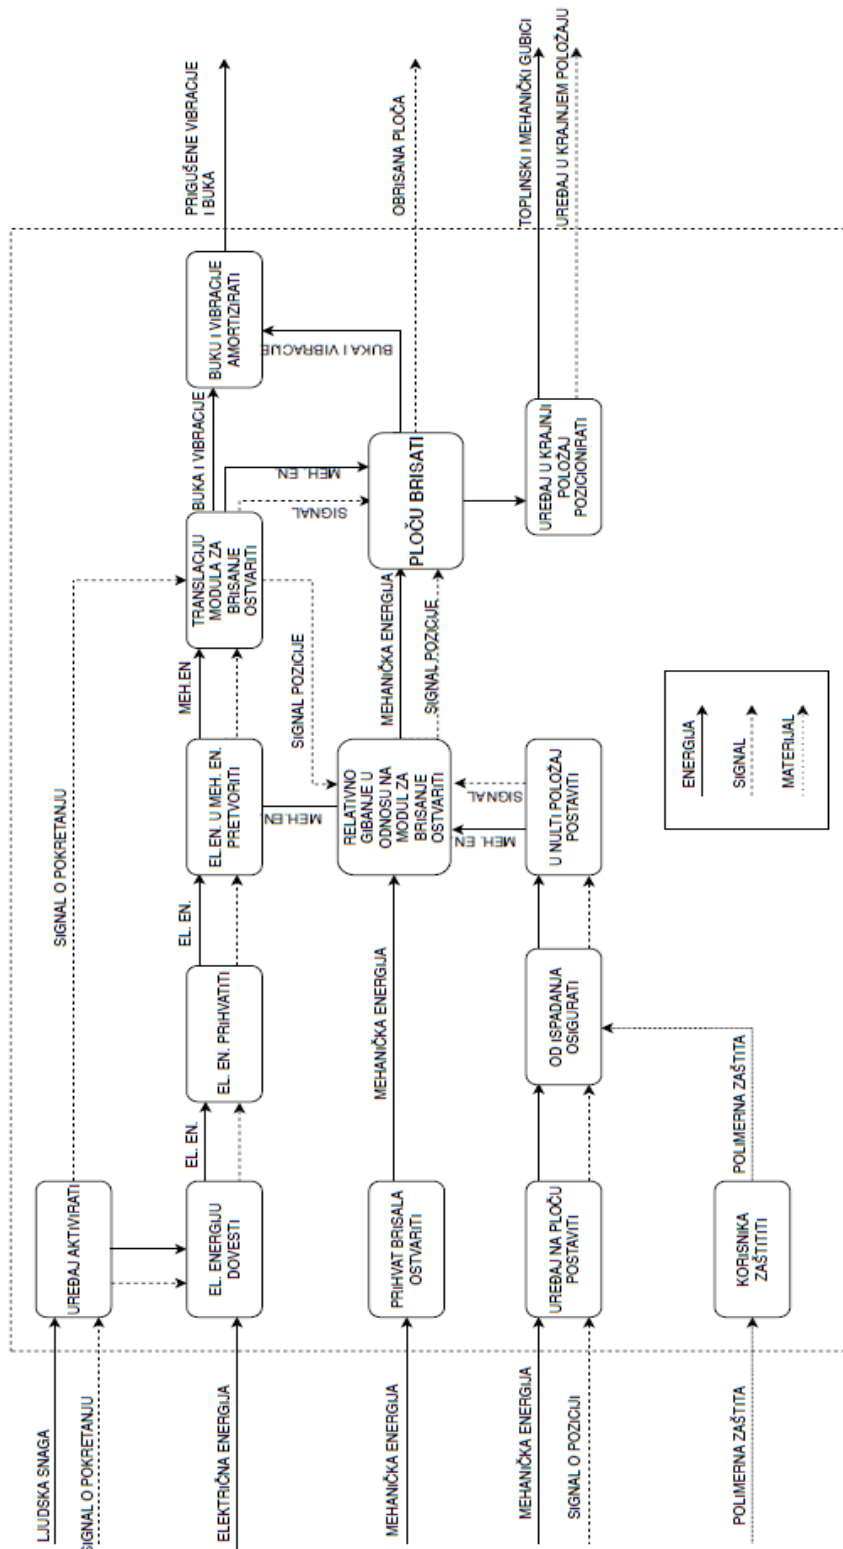 LJUDSKA SNAGA
SIGNAL O POKRETANJU
ELEKTRIČNA ENERGIJA
MEHANIČKA ENERGIJA
MEHANIČKA ENERGIJA
SIGNAL O POZICIJI
POLIMERNA ZAŠTITA
UREĐAJ AKTIVIRATI
EL. ENERGIJU
DOVESTI
PRIHVAT BRISALA
OSTVARITI
UREĐAJ NA PLOČU
POSTAVITI
KORISNIKA
ZAŠTITITI
SIGNAL O POKRETANJU
EL. EN.
EL. EN. PRIHVATITI
EL. EN.
MEHANIČKA ENERGIJA
OD ISPADANJA
OSIGURATI
POLIMERNA ZAŠTITA
EL.EN. U MEH. EN.
PRETVORITI
MEH.EN.
RELATIVNO
GIBANJE U
ODNOSU NA
MODUL ZA
BRISANJE
OSTVARITI
MEH. EN
SIGNAL
U NULTI POLOŽAJ
POSTAVITI
MEH.EN
SIGNAL POZICIJE
MEHANIČKA ENERGIJA
SIGNAL POZICIJE
TRANSLACIJU
MODULA ZA
BRISANJE
OSTVARITI
BUKA I VIBRACIJE
MEH. EN.
SIGNAL
PLOČU BRISATI
UREĐAJ U KRAJNJI
POLOŽAJ
POZICIONIRATI
BUKU I VIBRACIJE
AMORTIZIRATI
BUKA I VIBRACIJE
PRIGUŠENE VIBRACIJE
I BUKA
OBRISANA PLOČA
TOPLINSKI I MEHANIČKI GUBICI
UREĐAJ U KRAJNJEM POLOŽAJU
ENERGIJA
SIGNAL
MATERIJAL